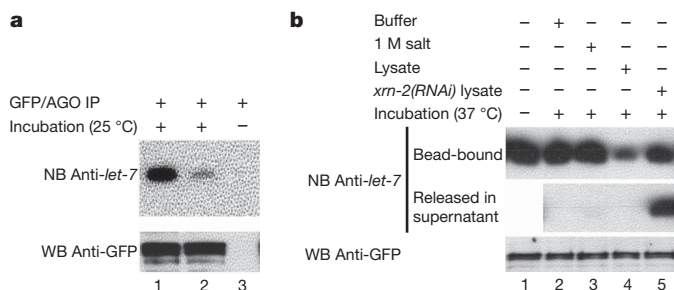 a
GFP/AGO IP + + +
Incubation (25 °C) + + −
NB Anti-let-7
WB Anti-GFP
1 2 3
b
Buffer − + − − −
1 M salt − − + − −
Lysate − − − + −
xrn-2(RNAi) lysate − − − − +
Incubation (37 °C) − + + + +
NB Anti-let-7
Bead-bound
Released in
supernatant
WB Anti-GFP
1 2 3 4 5